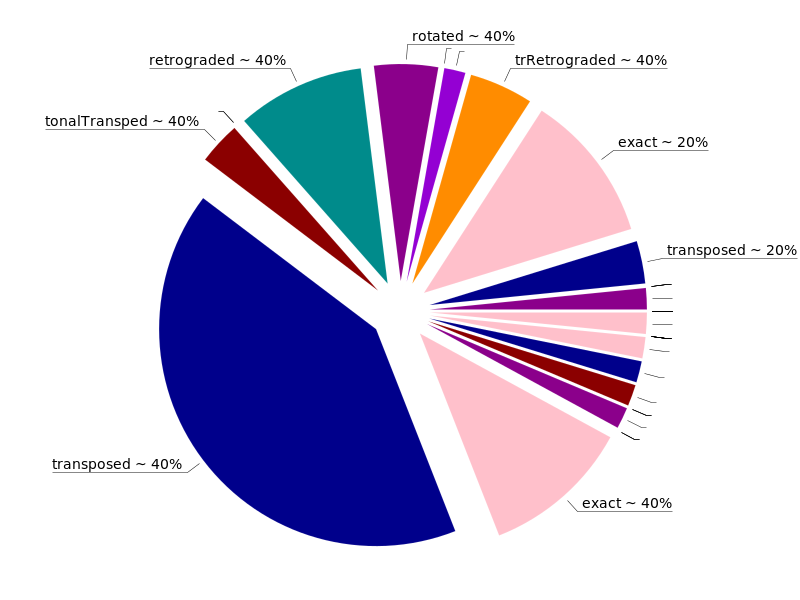 rotated ~ 40%
retrograded ~ 40%
trRetrograded ~ 40%
tonalTransped ~ 40%
exact ~ 20%
transposed ~ 20%
transposed ~ 40%
exact ~ 40%